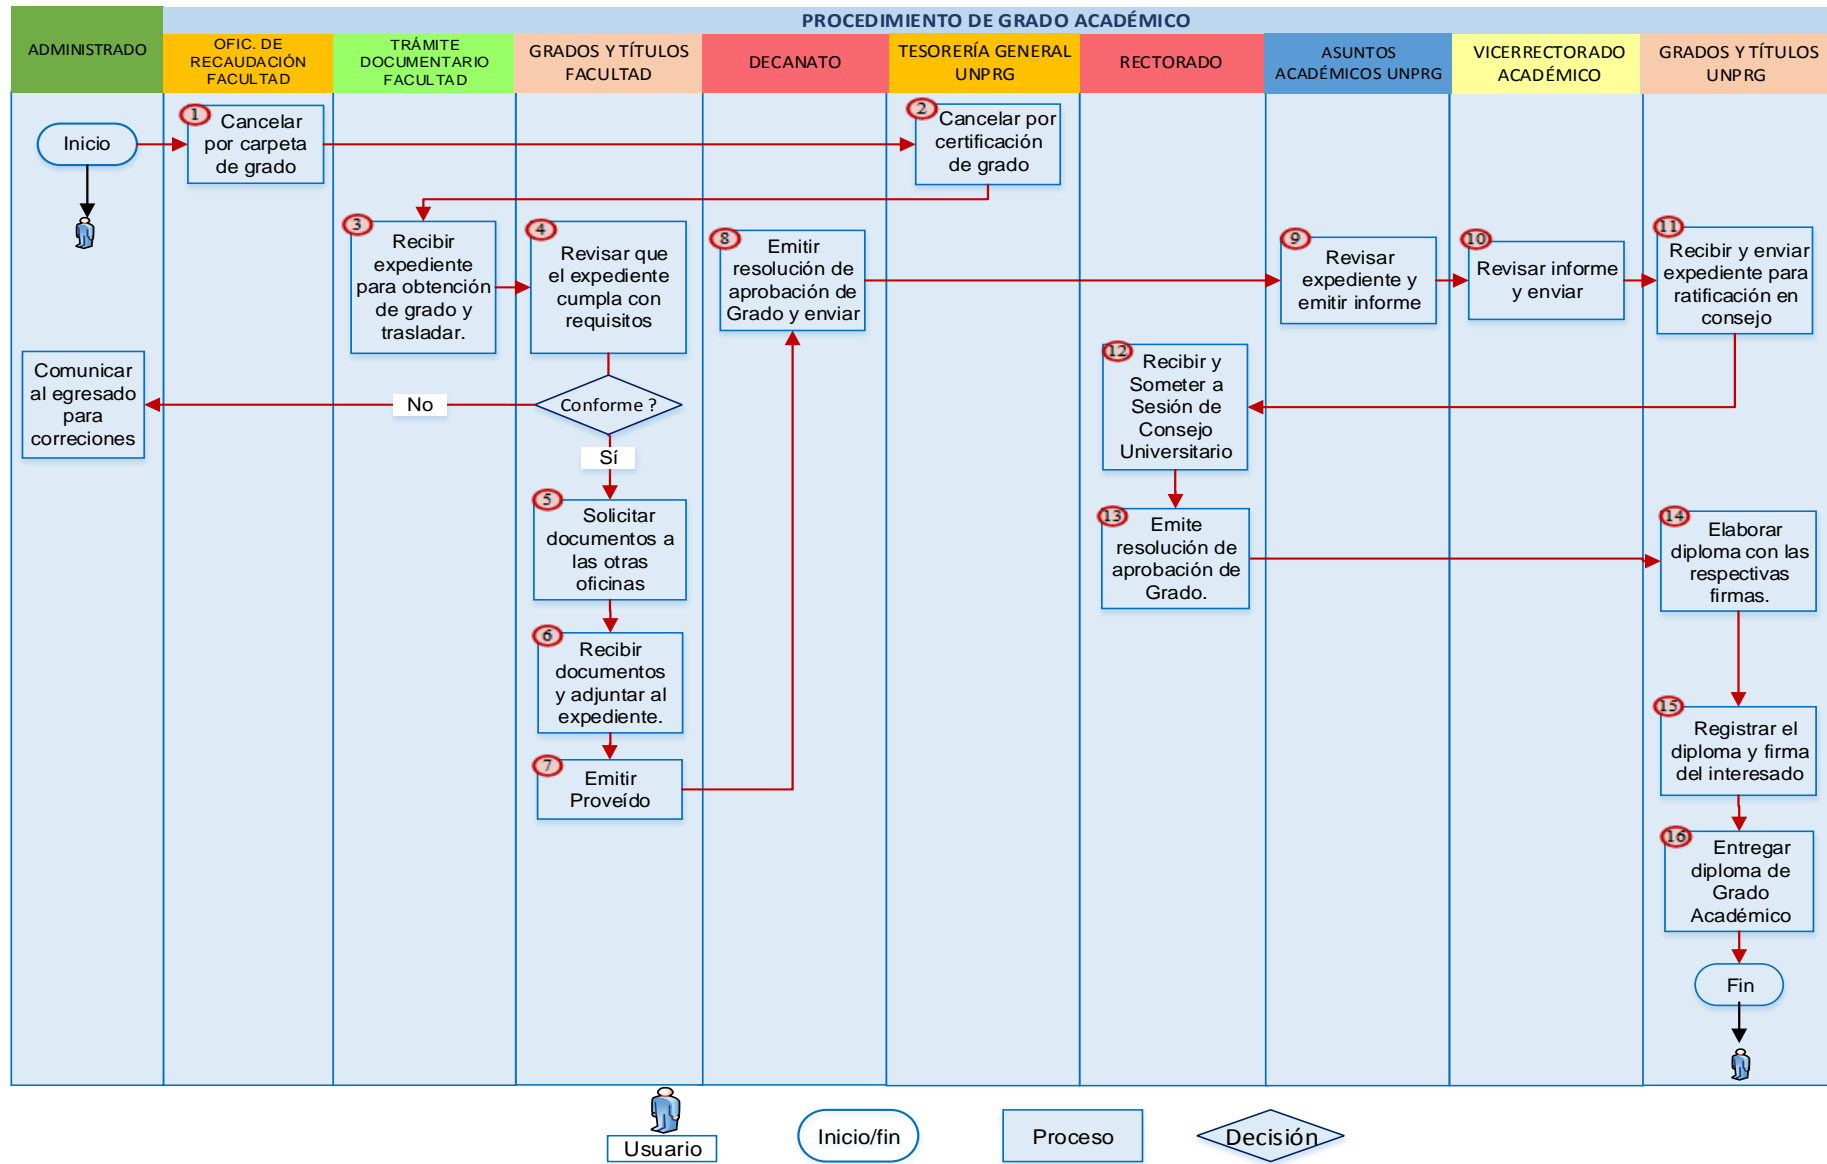 PROCEDIMIENTO DE GRADO ACADÉMICO
ADMINISTRADO
OFIC. DE
RECAUDACIÓN
FACULTAD
TRÁMITE
DOCUMENTARIO
FACULTAD
GRADOS Y TÍTULOS
FACULTAD
DECANATO
TESORERÍA GENERAL
UNPRG
RECTORADO
ASUNTOS
ACADÉMICOS UNPRG
VICERRECTORADO
ACADÉMICO
GRADOS Y TÍTULOS
UNPRG
Inicio
1
Cancelar
por carpeta
de grado
2
Cancelar por
certificación
de grado
3
Recibir
expediente
para obtención
de grado y
trasladar.
4
Revisar que
el expediente
cumpla con
requisitos
8
Emitir
resolución de
aprobación de
Grado y enviar
9
Revisar
expediente y
emitir informe
10
Revisar informe
y enviar
11
Recibir y enviar
expediente para
ratificación en
consejo
Comunicar
al egresado
para
correciones
No
Conforme ?
Sí
12
Recibir y
Someter a
Sesión de
Consejo
Universitario
5
Solicitar
documentos a
las otras
oficinas
13
Emite
resolución de
aprobación de
Grado.
14
Elaborar
diploma con las
respectivas
firmas.
6
Recibir
documentos
y adjuntar al
expediente.
15
Registrar el
diploma y firma
del interesado
7
Emitir
Proveído
16
Entregar
diploma de
Grado
Académico
Fin
Usuario
Inicio/fin
Proceso
Decisión